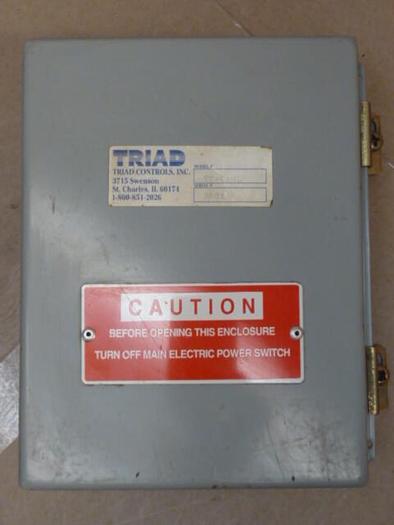 TRIAD
TRIAD CONTROLS, INC.
3715 Swenson
St. Charles, IL 60174
1-800-851-2026
MODEL #
SERIAL #
CAUTION
BEFORE OPENING THIS ENCLOSURE
TURN OFF MAIN ELECTRIC POWER SWITCH